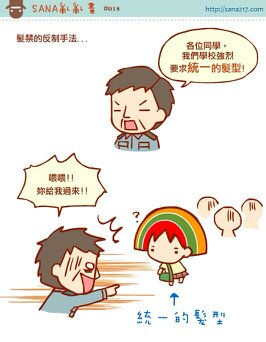 SANA亂亂畫 #018
http://sana217.com
髮禁的反制手法...
各位同學，
我們學校強烈
要求統一的髮型!
喂喂!!
妳給我過來!!
?
統一的髮型